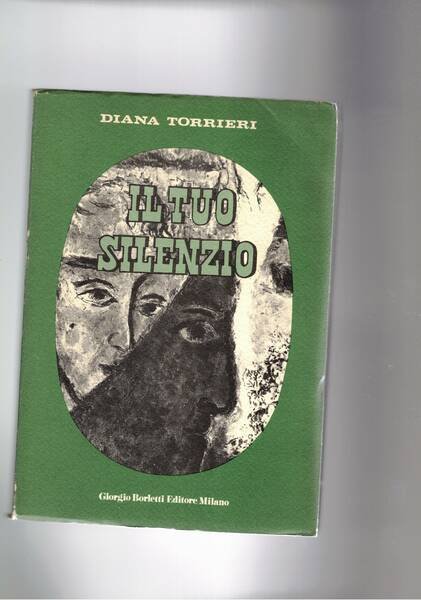 DIANA TORRIERI
IL TUO
SILENZIO
Giorgio Borletti Editore Milano